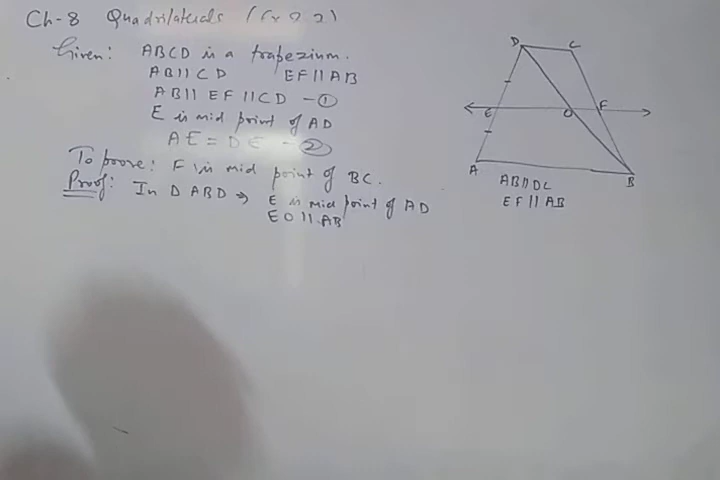 Ch-8 Quadrilaterals
Given: ABCD is a trapezium.
AB || CD EF || AB
AB || EF || CD - ①
E is mid point of AD
AE = DE - ②
To prove: F is mid point of BC.
Proof: In D ABD → E is mid point of AD
EO || AB
D C
E O F
A B
AB || DC
EF || AB